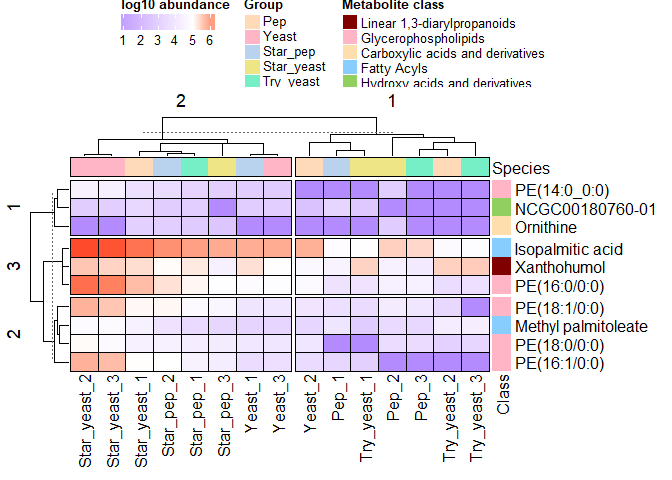 log10 abundance
1 2 3 4 5 6
Group
Pep
Yeast
Star_pep
Star_yeast
Try_yeast
Metabolite class
Linear 1,3-diarylpropanoids
Glycerophospholipids
Carboxylic acids and derivatives
Fatty Acyls
Hydroxy acids and derivatives
2 1
Species
1
3
2
PE(14:0_0:0)
NCGC00180760-01
Ornithine
Isopalmitic acid
Xanthohumol
PE(16:0/0:0)
PE(18:1/0:0)
Methyl palmitoleate
PE(18:0/0:0)
PE(16:1/0:0)
Star_yeast_2
Star_yeast_3
Star_yeast_1
Star_pep_2
Star_pep_1
Star_pep_3
Yeast_1
Yeast_3
Yeast_2
Pep_1
Try_yeast_1
Pep_2
Pep_3
Try_yeast_2
Try_yeast_3
Class